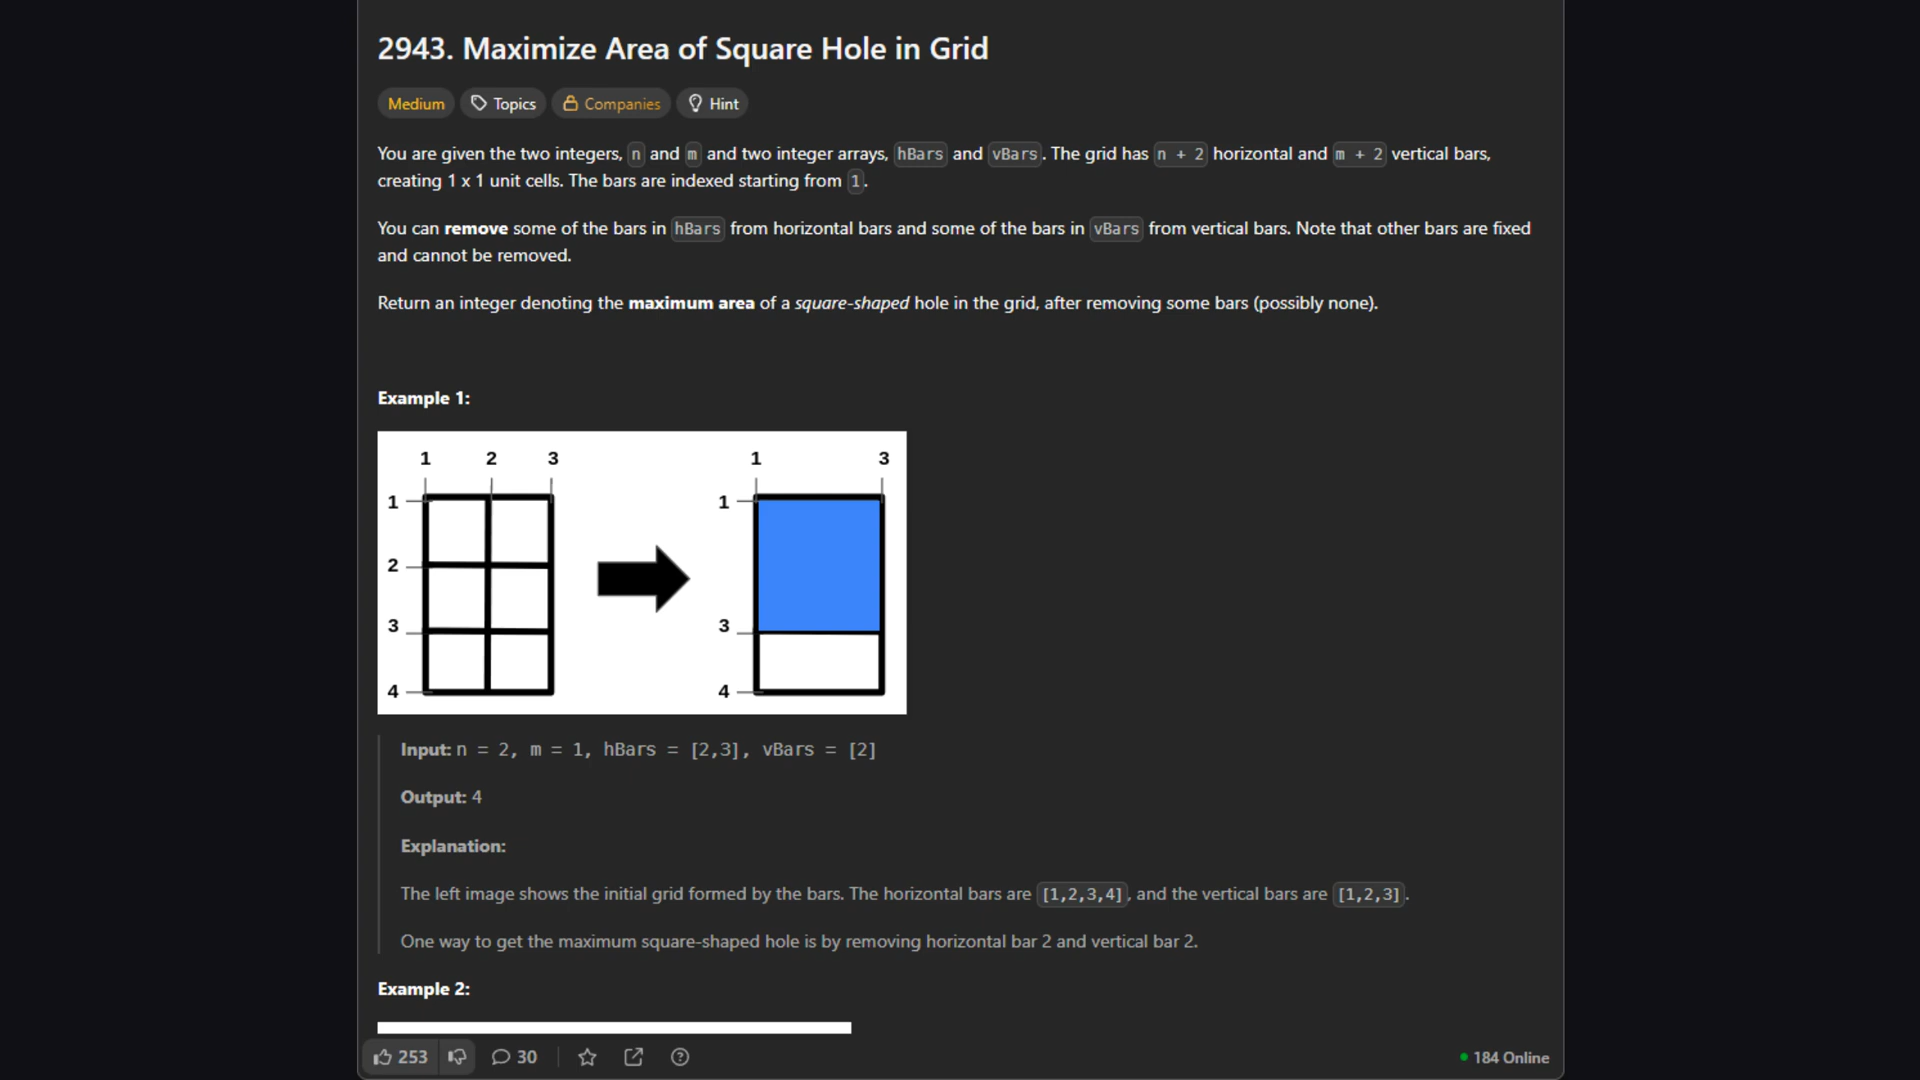 2943. Maximize Area of Square Hole in Grid
Medium Topics Companies Hint
You are given the two integers, n and m and two integer arrays, hBars and vBars. The grid has n + 2 horizontal and m + 2 vertical bars,
creating 1 x 1 unit cells. The bars are indexed starting from 1.
You can remove some of the bars in hBars from horizontal bars and some of the bars in vBars from vertical bars. Note that other bars are fixed
and cannot be removed.
Return an integer denoting the maximum area of a square-shaped hole in the grid, after removing some bars (possibly none).
Example 1:
1 2 3 1 3
1 1
2
3 3
4 4
Input: n = 2, m = 1, hBars = [2,3], vBars = [2]
Output: 4
Explanation:
The left image shows the initial grid formed by the bars. The horizontal bars are [1,2,3,4], and the vertical bars are [1,2,3].
One way to get the maximum square-shaped hole is by removing horizontal bar 2 and vertical bar 2.
Example 2:
253 30 184 Online